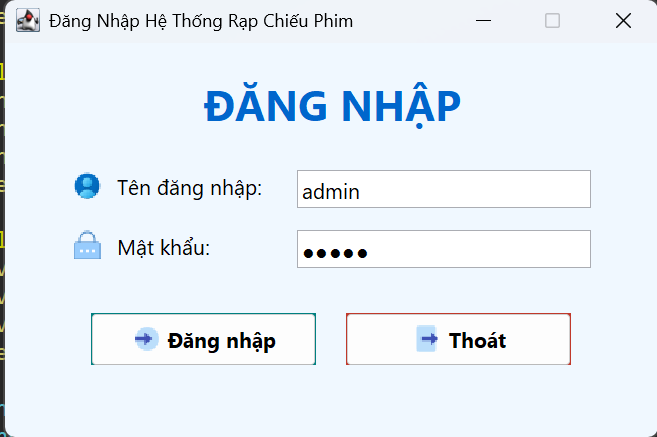 Đăng Nhập Hệ Thống Rạp Chiếu Phim
ĐĂNG NHẬP
Tên đăng nhập: admin
Mật khẩu: ●●●●●
Đăng nhập Thoát